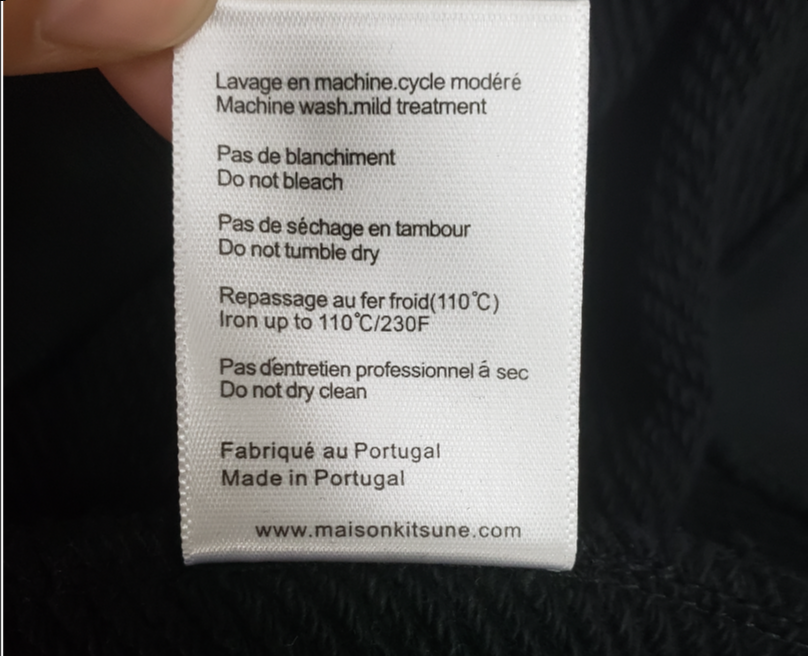 Lavage en machine.cycle modéré
Machine wash.mild treatment
Pas de blanchiment
Do not bleach
Pas de séchage en tambour
Do not tumble dry
Repassage au fer froid(110℃)
Iron up to 110℃/230F
Pas d'entretien professionnel á sec
Do not dry clean
Fabriqué au Portugal
Made in Portugal
www.maisonkitsune.com